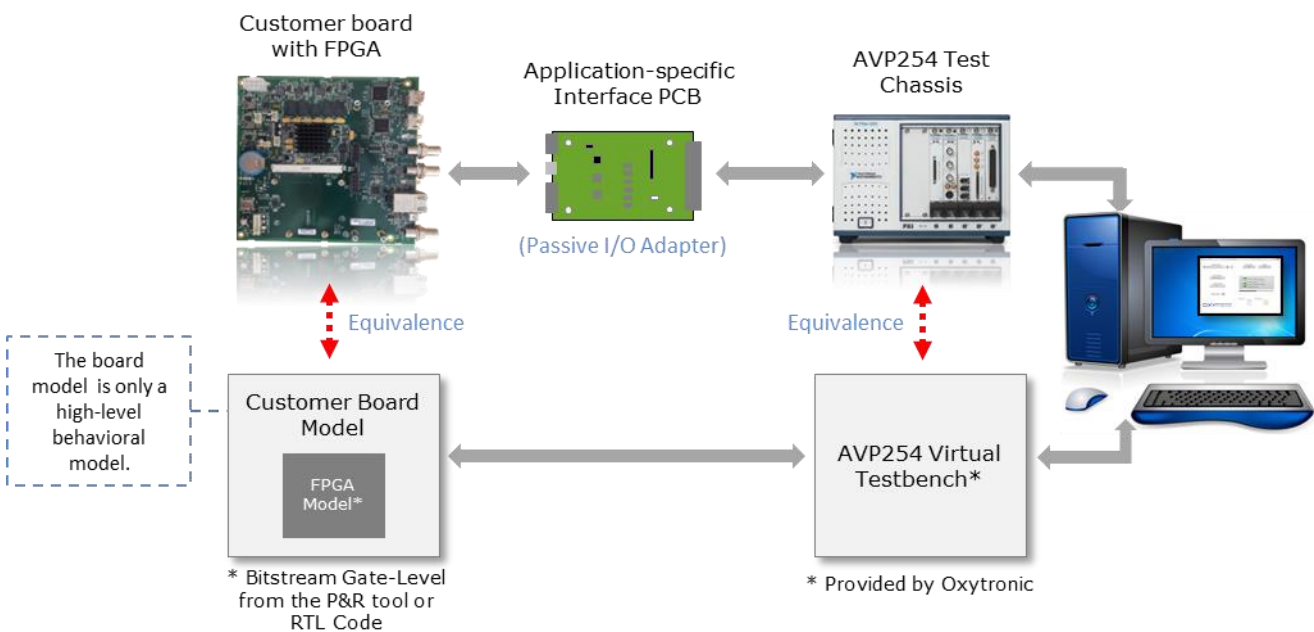 Customer board
with FPGA
Application-specific
Interface PCB
AVP254 Test
Chassis
(Passive I/O Adapter)
Equivalence
Equivalence
The board
model is only a
high-level
behavioral
model.
Customer Board
Model
FPGA
Model*
AVP254 Virtual
Testbench*
* Bitstream Gate-Level
from the P&R tool or
RTL Code
* Provided by Oxytronic